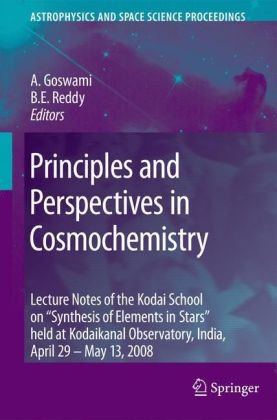 ASTROPHYSICS AND SPACE SCIENCE PROCEEDINGS
A. Goswami
B.E. Reddy
Editors
Principles and
Perspectives in
Cosmochemistry
Lecture Notes of the Kodai School
on “Synthesis of Elements in Stars”
held at Kodaikanal Observatory, India,
April 29 – May 13, 2008
Springer